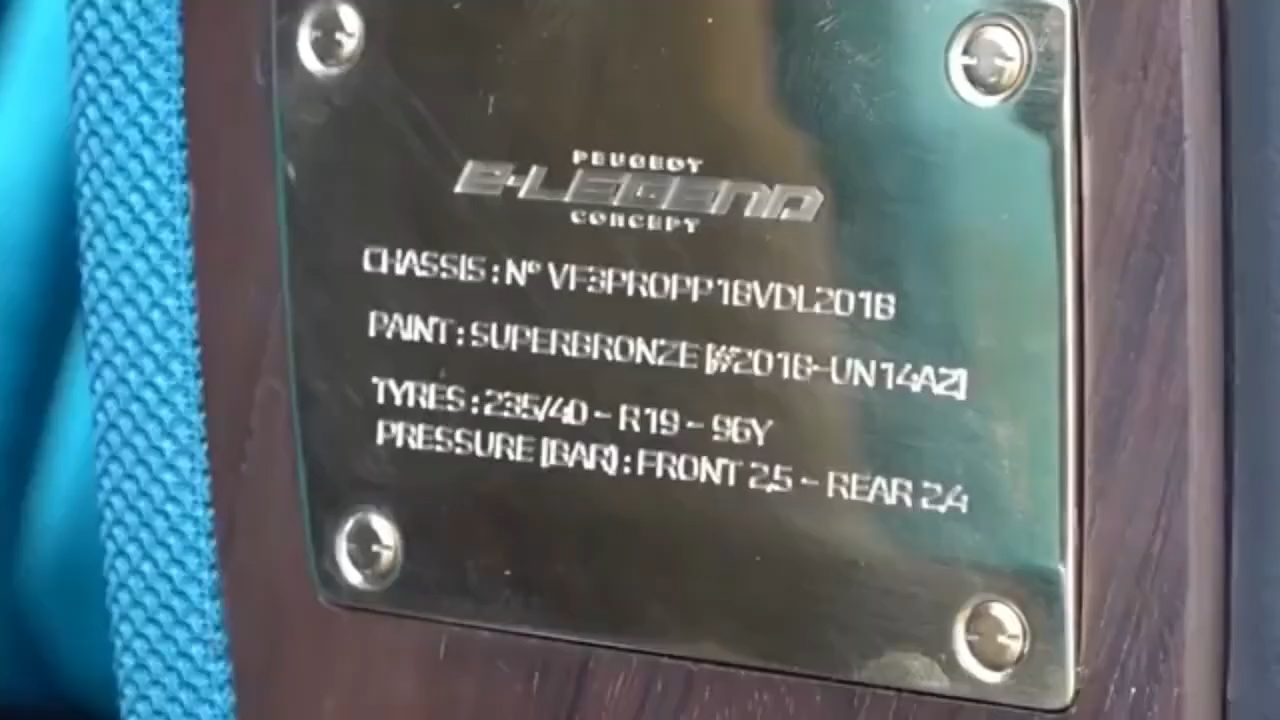 PEUGEOT
E-LEGEND
CONCEPT
CHASSIS : N° VF3PROPP18VDL2018
PAINT : SUPERBRONZE (#2018-UN14AZ)
TYRES : 235/40 - R19 - 96Y
PRESSURE (BAR) : FRONT 2,5 - REAR 2,4